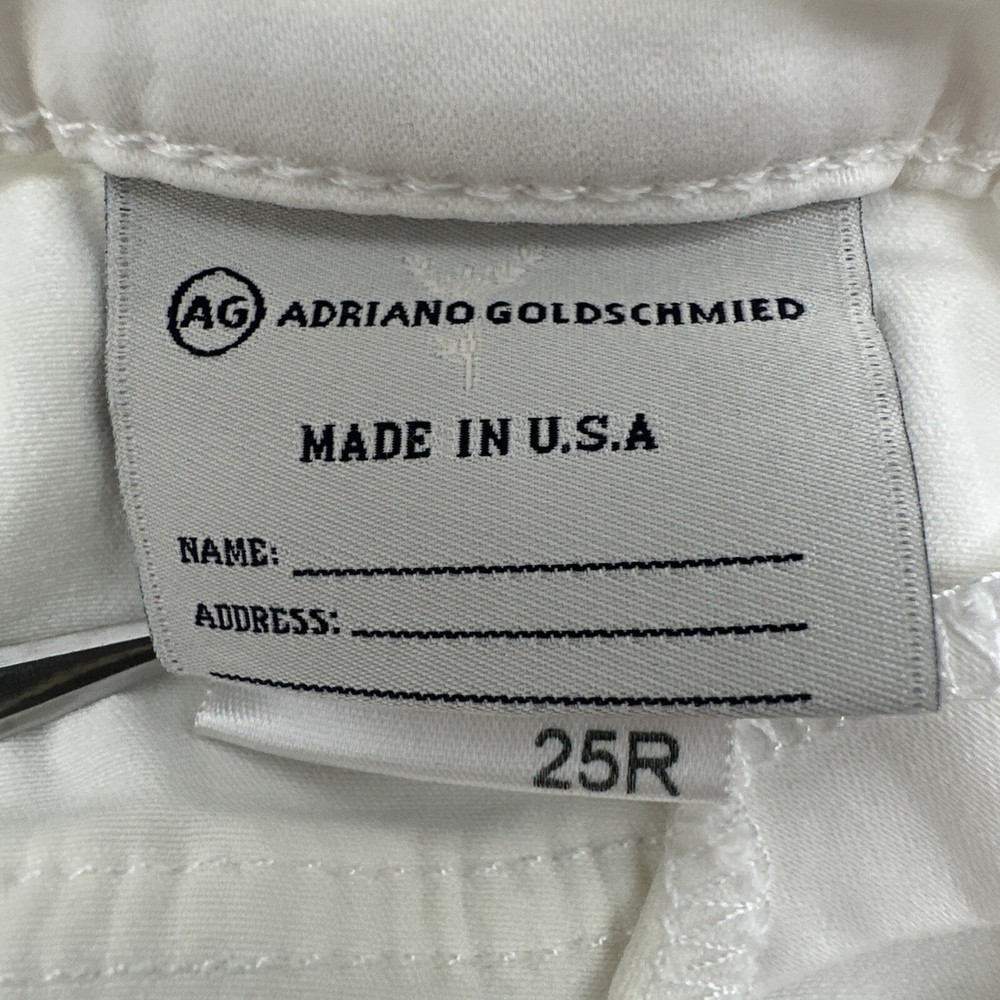 AG ADRIANO GOLDSCHMIED
MADE IN U.S.A
NAME:
ADDRESS:
25R